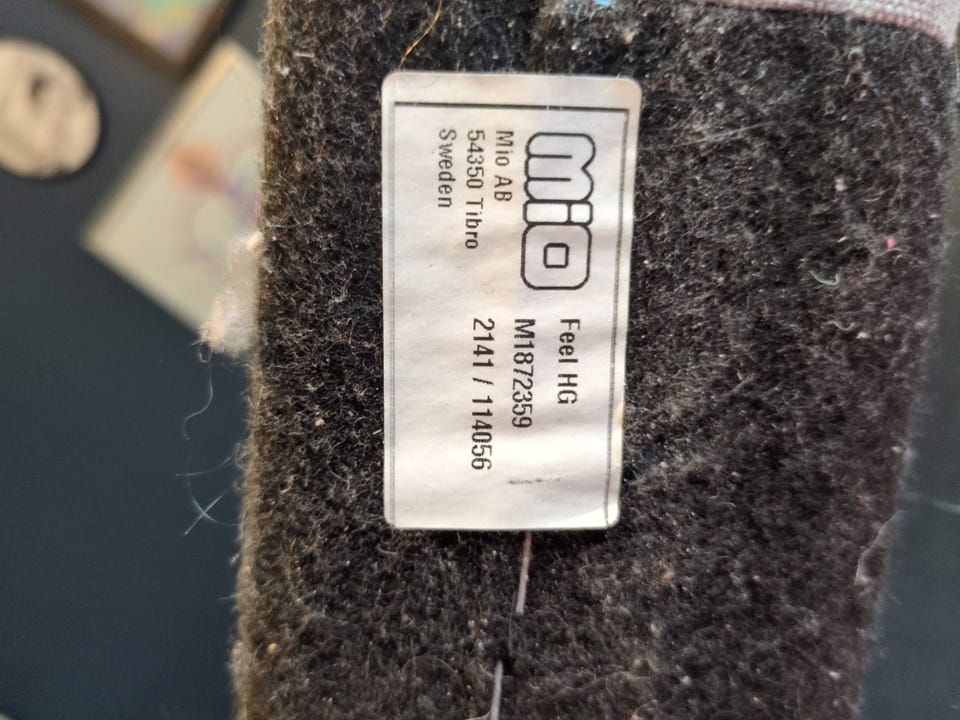 mio
Mio AB
54350 Tibro
Sweden
Feel HG
M1872359
2141 / 114056